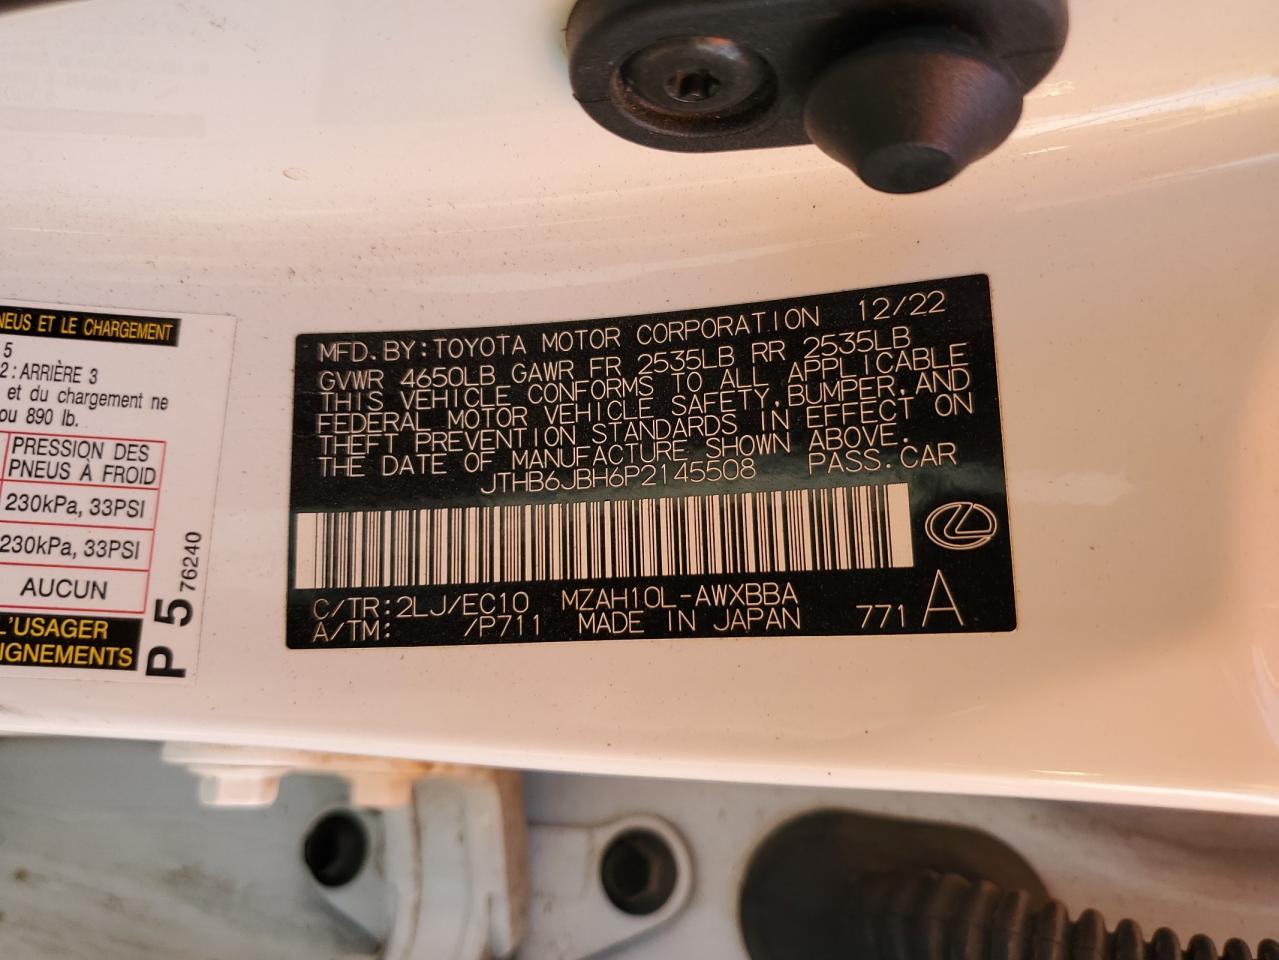 NEUS ET LE CHARGEMENT
5
2 : ARRIÈRE 3
et du chargement ne
ou 890 lb.
PRESSION DES
PNEUS À FROID
230kPa, 33PSI
230kPa, 33PSI
AUCUN
L'USAGER
IGNEMENTS
P 5 76240
MFD.BY:TOYOTA MOTOR CORPORATION 12/22
GVWR 4650LB GAWR FR 2535LB RR 2535LB
THIS VEHICLE CONFORMS TO ALL APPLICABLE
FEDERAL MOTOR VEHICLE SAFETY,BUMPER,AND
THEFT PREVENTION STANDARDS IN EFFECT ON
THE DATE OF MANUFACTURE SHOWN ABOVE.
JTHB6JBH6P2145508 PASS.CAR
C/TR:2LJ/EC10 MZAH10L-AWXBBA
A/TM: /P711 MADE IN JAPAN 771 A